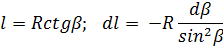 l = Rctgβ;  dl = −R dβ/sin²β